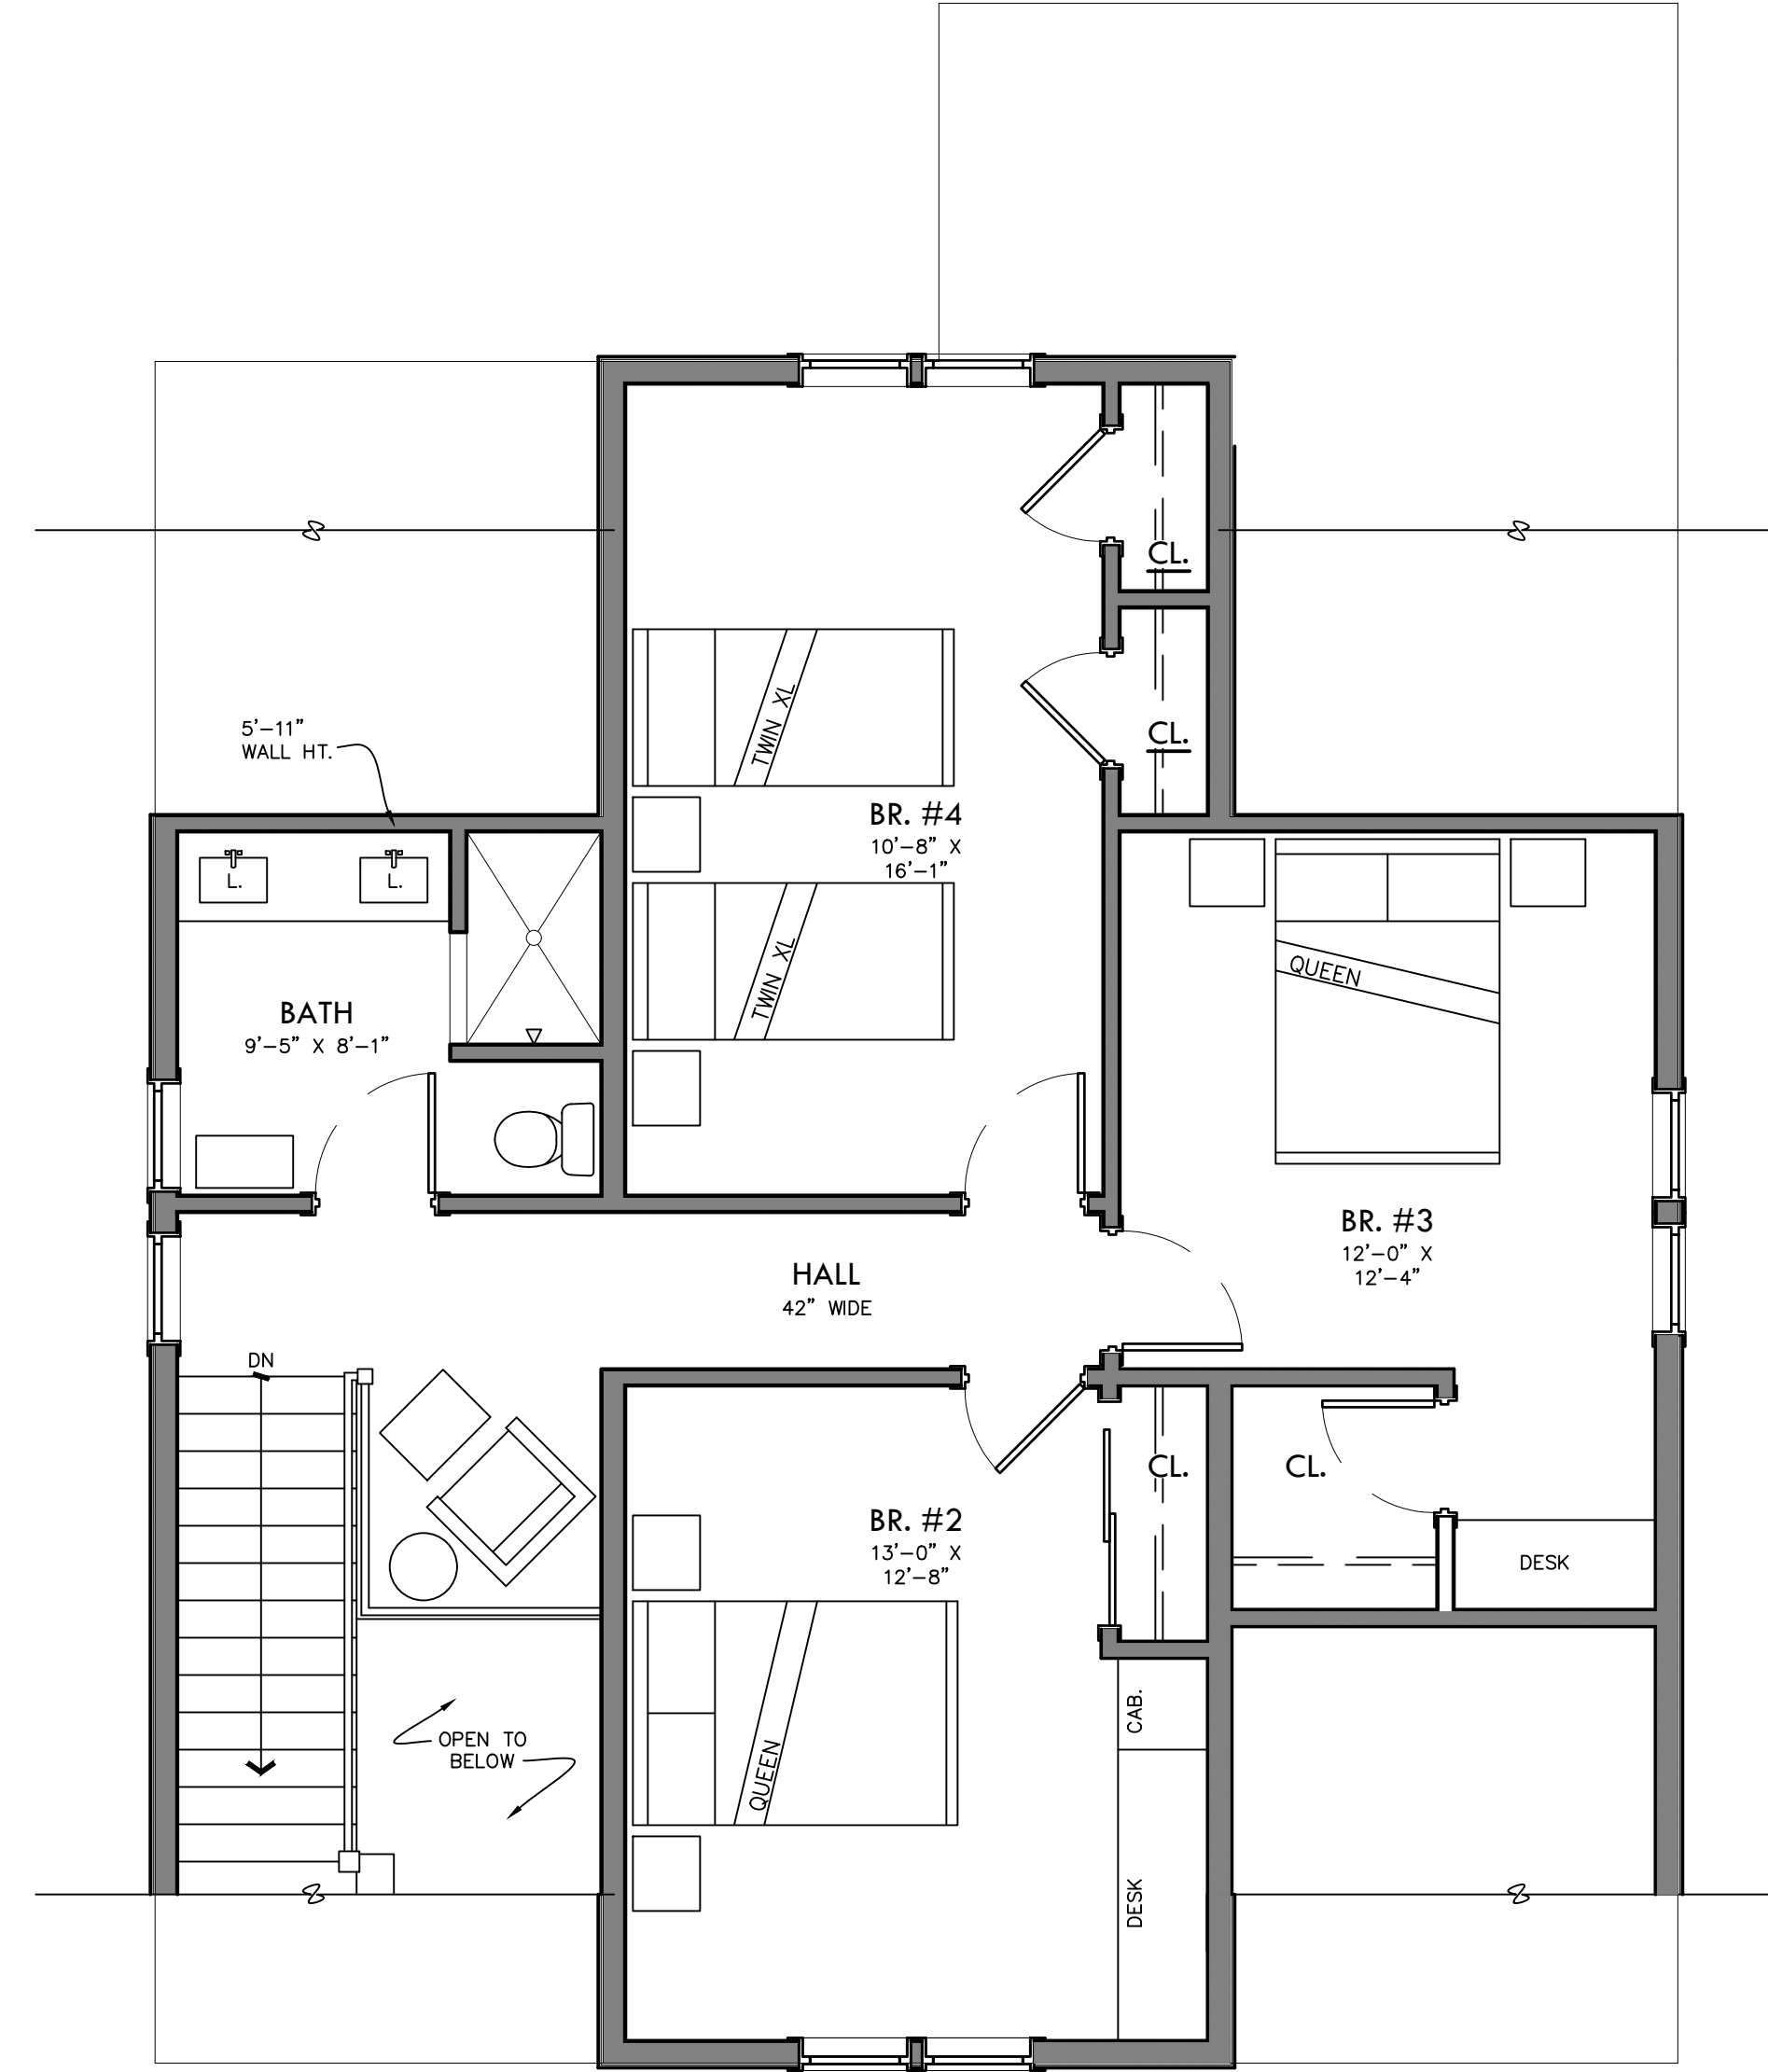 CL.
TWIN XL
5'-11"
WALL HT.
CL.
BR. #4
10'-8" X
16'-1"
L.
L.
TWIN XL
QUEEN
BATH
9'-5" X 8'-1"
BR. #3
12'-0" X
12'-4"
HALL
42" WIDE
DN
CL.
CL.
BR. #2
13'-0" X
12'-8"
DESK
CAB.
OPEN TO
BELOW
QUEEN
DESK